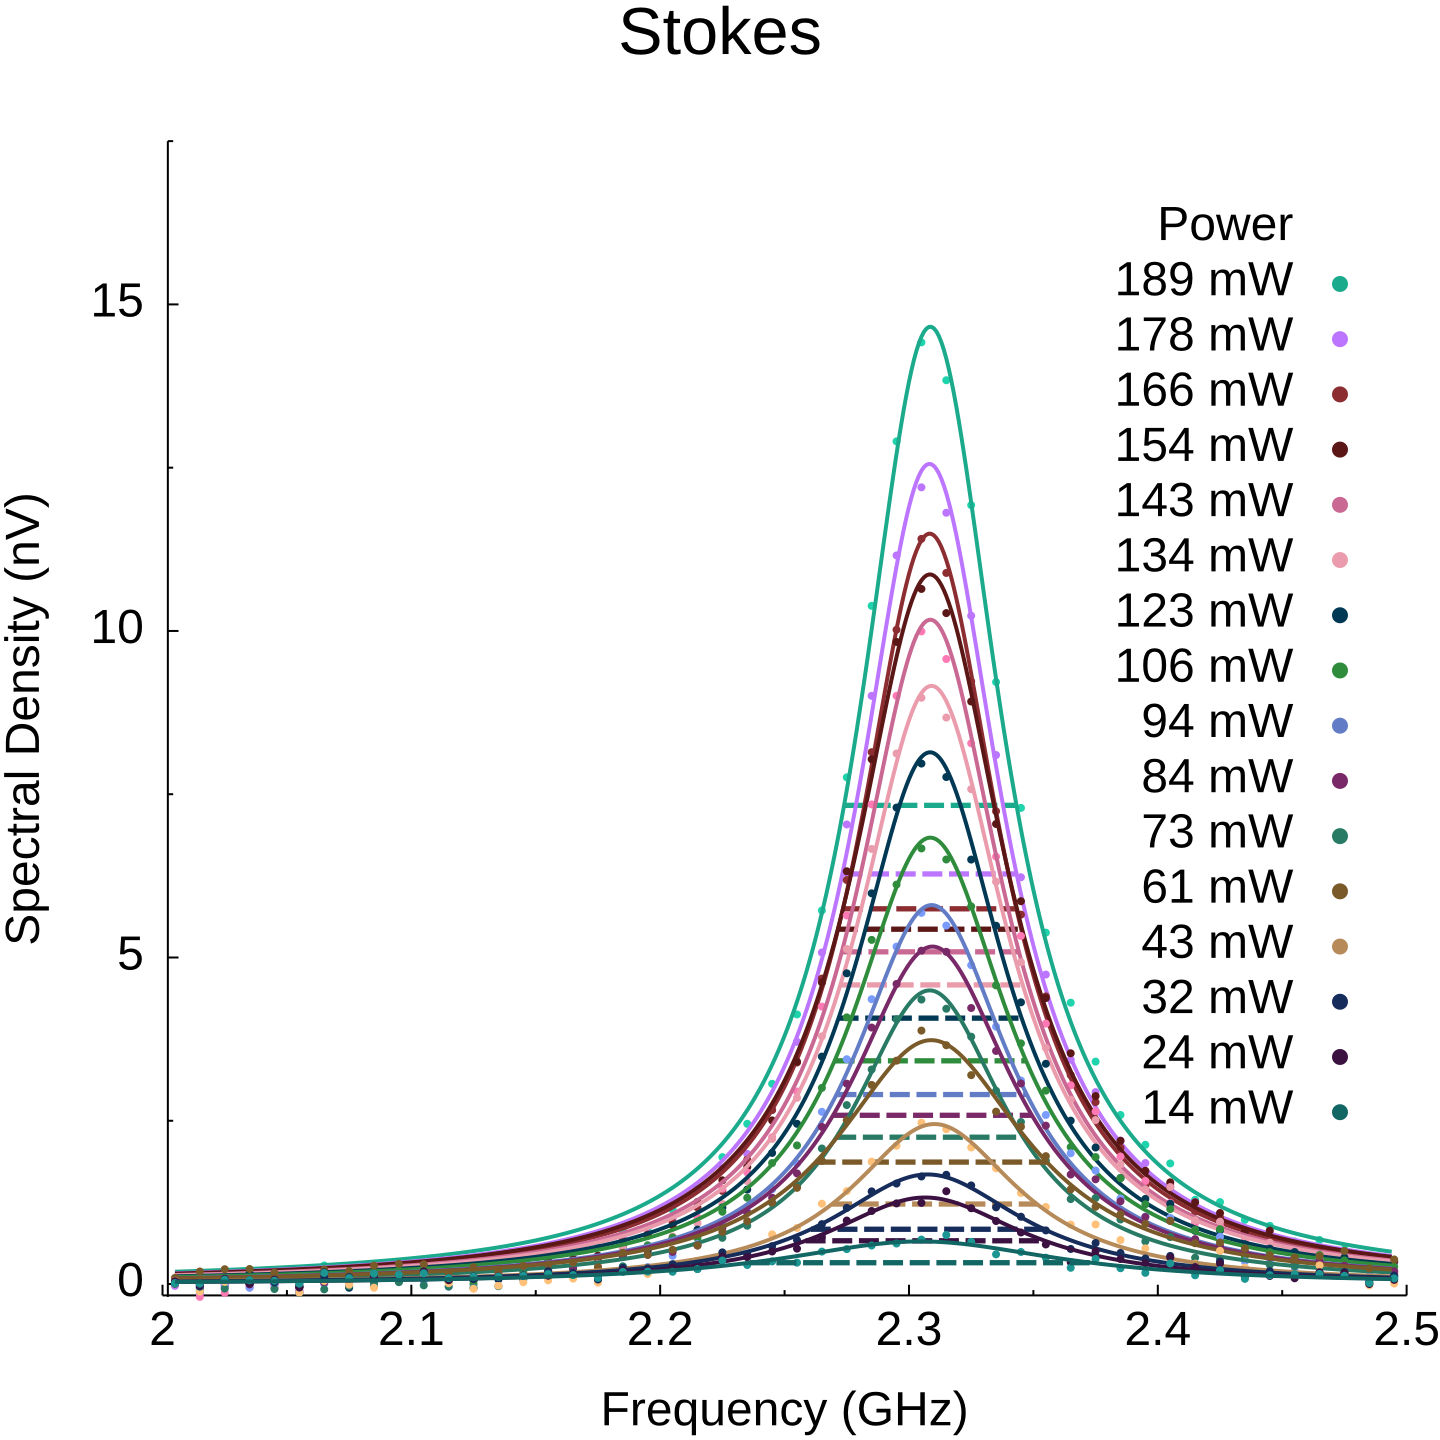 Stokes
Power
189 mW
178 mW
166 mW
154 mW
143 mW
134 mW
123 mW
106 mW
94 mW
84 mW
73 mW
61 mW
43 mW
32 mW
24 mW
14 mW
15
10
5
0
Spectral Density (nV)
2 2.1 2.2 2.3 2.4 2.5
Frequency (GHz)